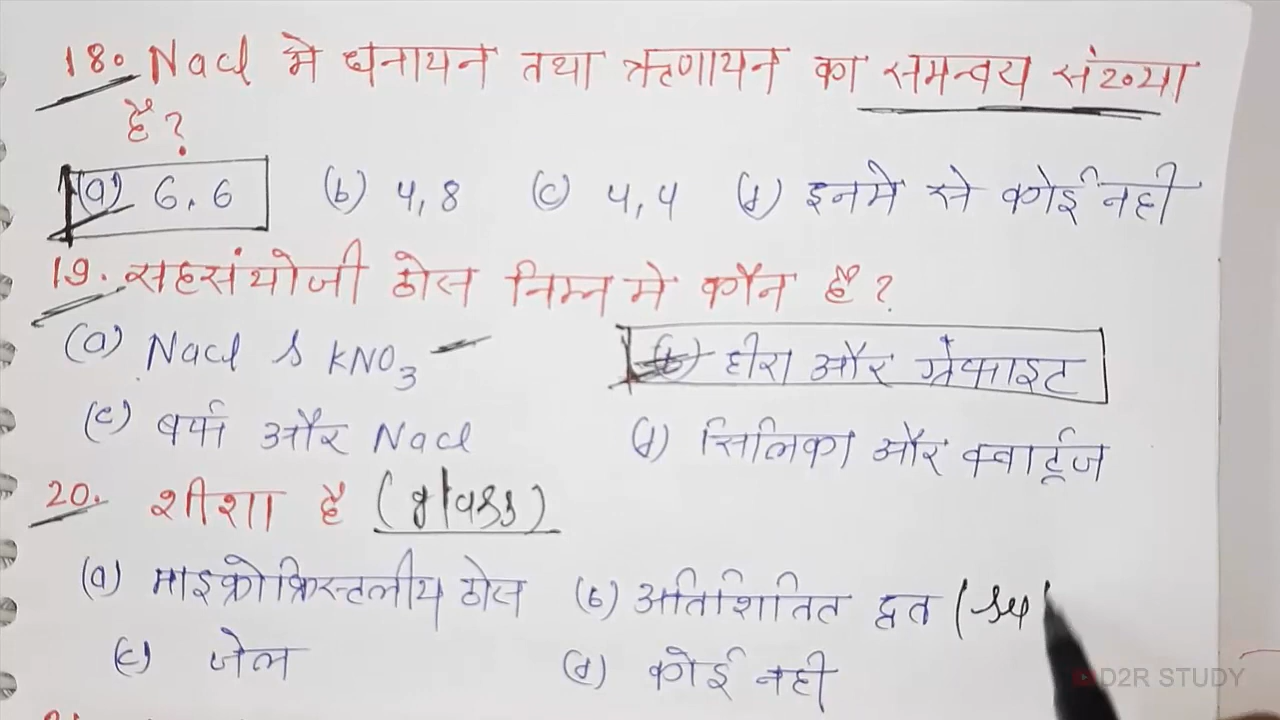 18. Nacl मे धनायन तथा ऋणायन का समन्वय संख्या
है?
(a) 6, 6 (b) 4, 8 (c) 4, 4 (d) इनमे से कोई नही
19. सहसंयोजी ठोस निम्न मे कौन है?
(a) Nacl & KNO3 (b) हीरा और ग्रेफाइट
(c) बर्फ और Nacl (d) सिलिका और क्वार्ट्ज
20. शीशा है (glass)
(a) माइक्रोक्रिस्टलीय ठोस (b) अतिशितित द्रव (sup
(c) जेल (d) कोई नही
D2R STUDY